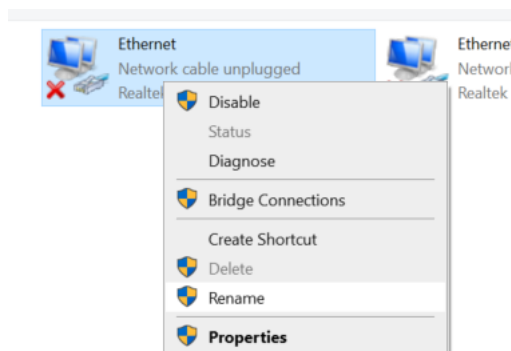 Ethernet
Network cable unplugged
Realtek
Disable
Status
Diagnose
Bridge Connections
Create Shortcut
Delete
Rename
Properties
Ethernet
Network
Realtek